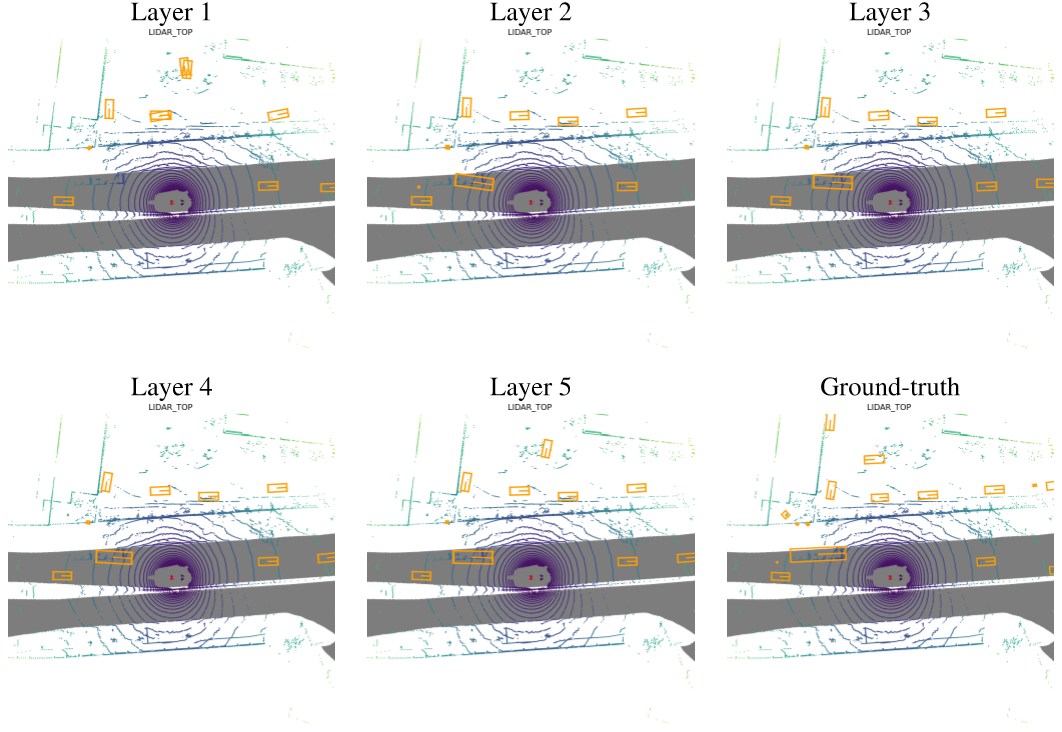 Layer 1
LIDAR_TOP
Layer 2
LIDAR_TOP
Layer 3
LIDAR_TOP
Layer 4
LIDAR_TOP
Layer 5
LIDAR_TOP
Ground-truth
LIDAR_TOP